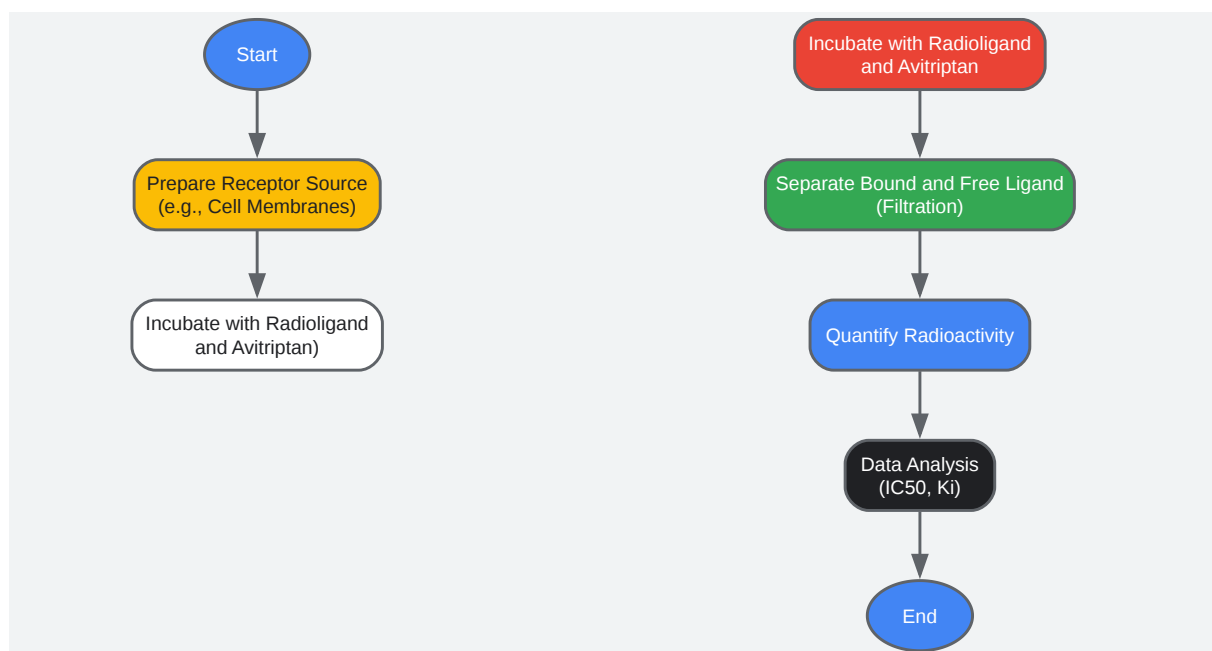 Start
Prepare Receptor Source
(e.g., Cell Membranes)
Incubate with Radioligand
and Avitriptan)
Incubate with Radioligand
and Avitriptan
Separate Bound and Free Ligand
(Filtration)
Quantify Radioactivity
Data Analysis
(IC50, Ki)
End